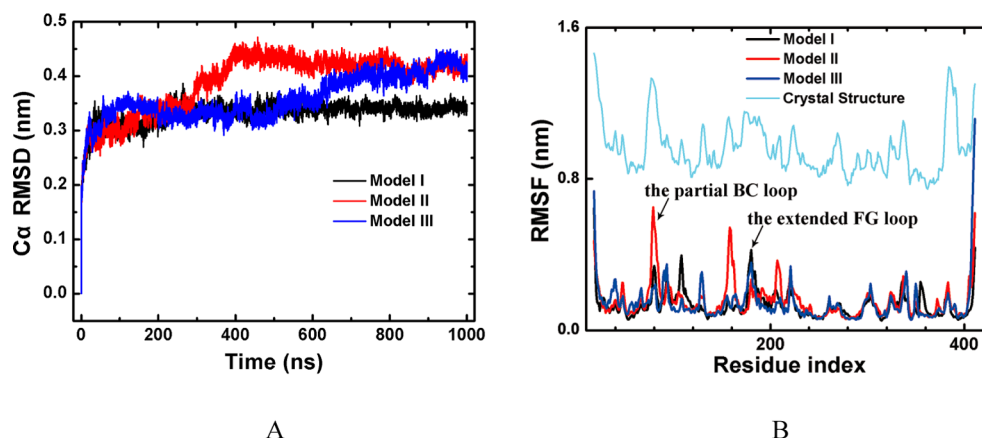 Cα RMSD (nm)
0.5
0.4
0.3
0.2
0.1
0.0
Model I
Model II
Model III
0
200
400
600
800
1000
Time (ns)
A
RMSF (nm)
1.6
0.8
0.0
Model I
Model II
Model III
Crystal Structure
the partial BC loop
the extended FG loop
200
400
Residue index
B